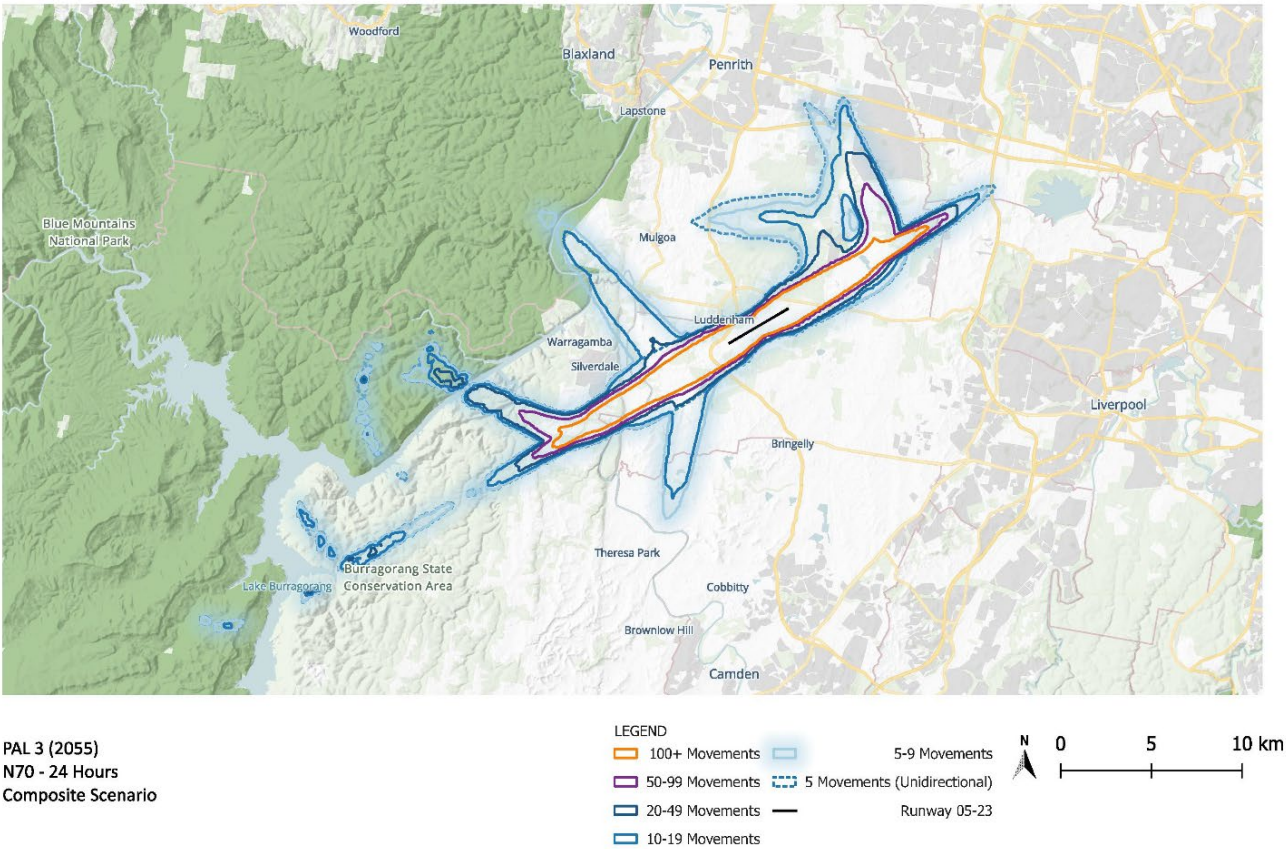 Woodford
Blaxland
Penrith
Lapstone
Blue Mountains
National Park
Mulgoa
Luddenham
Warragamba
Silverdale
Liverpool
Bringelly
Theresa Park
Burragorang State
Conservation Area
Lake Burragorang
Cobbitty
Brownlow Hill
Camden
PAL 3 (2055)
N70 - 24 Hours
Composite Scenario
LEGEND
100+ Movements
50-99 Movements
20-49 Movements
10-19 Movements
5-9 Movements
5 Movements (Unidirectional)
Runway 05-23
N
0 5 10 km